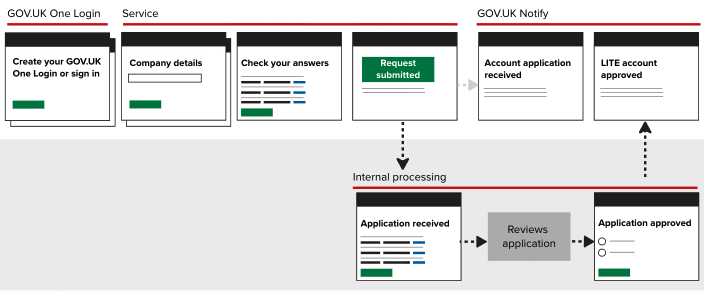 GOV.UK One Login
Service
GOV.UK Notify
Create your GOV.UK
One Login or sign in
Company details
Check your answers
Request
submitted
Account application
received
LITE account
approved
Internal processing
Application received
Reviews
application
Application approved